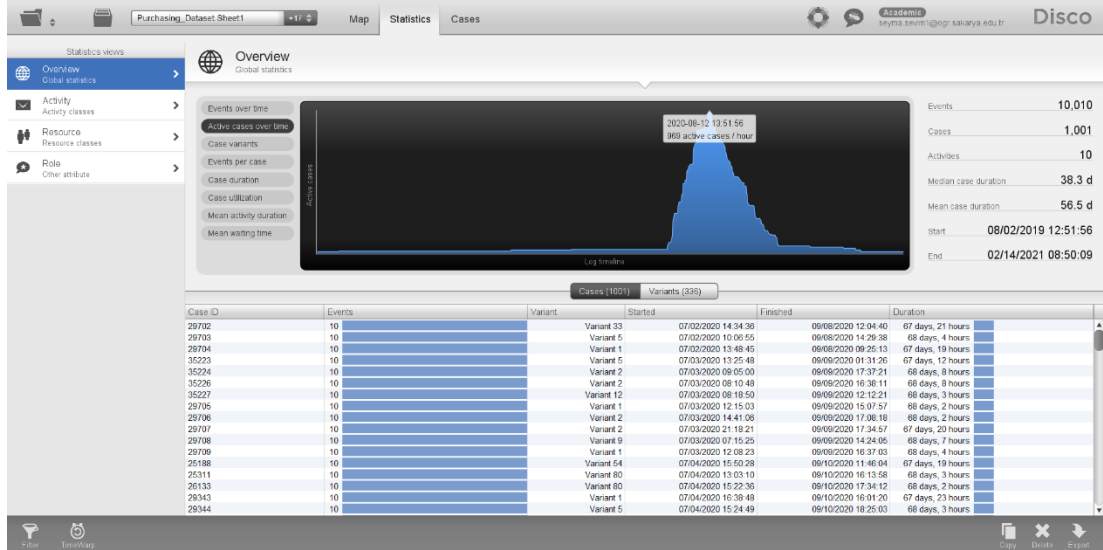 Purchasing_Dataset Sheet1
Map Statistics Cases
Academic
Disco
Statistics views
Overview
Global statistics
Activity
Activity classes
Resource
Resource classes
Role
Other attribute
Overview
Global statistics
Events over time
Active cases over time
Case variants
Events per case
Case duration
Case utilization
Mean activity duration
Mean waiting time
Active cases
2020-08-12 13:51:56
969 active cases / hour
Log timeline
Events 10,010
Cases 1,001
Activities 10
Median case duration 38.3 d
Mean case duration 56.5 d
Start 08/02/2019 12:51:56
End 02/14/2021 08:50:09
Cases (1001) Variants (336)
Case ID Events Variant Started Finished Duration
29702 10 Variant 33 07/02/2020 14:34:36 09/08/2020 12:04:40 67 days, 21 hours
29703 10 Variant 5 07/02/2020 10:06:55 09/08/2020 14:29:38 68 days, 4 hours
29704 10 Variant 1 07/02/2020 13:48:45 09/08/2020 09:25:13 67 days, 19 hours
35223 10 Variant 5 07/03/2020 13:25:48 09/09/2020 01:31:26 67 days, 12 hours
35224 10 Variant 2 07/03/2020 09:05:00 09/09/2020 17:37:21 68 days, 8 hours
35226 10 Variant 2 07/03/2020 08:10:48 09/09/2020 16:38:11 68 days, 8 hours
35227 10 Variant 12 07/03/2020 08:18:50 09/09/2020 12:12:21 68 days, 3 hours
29705 10 Variant 1 07/03/2020 12:15:03 09/09/2020 15:07:57 68 days, 2 hours
29706 10 Variant 2 07/03/2020 14:41:06 09/09/2020 17:08:18 68 days, 2 hours
29707 10 Variant 2 07/03/2020 21:18:21 09/09/2020 17:34:57 67 days, 20 hours
29708 10 Variant 9 07/03/2020 07:15:25 09/09/2020 14:24:05 68 days, 7 hours
29709 10 Variant 1 07/03/2020 12:08:23 09/09/2020 16:37:03 68 days, 4 hours
25188 10 Variant 54 07/04/2020 15:50:28 09/10/2020 11:46:04 67 days, 19 hours
25311 10 Variant 80 07/04/2020 13:03:10 09/10/2020 16:13:58 68 days, 3 hours
26133 10 Variant 80 07/04/2020 15:22:36 09/10/2020 17:34:12 68 days, 2 hours
29343 10 Variant 1 07/04/2020 16:38:48 09/10/2020 16:01:20 67 days, 23 hours
29344 10 Variant 5 07/04/2020 15:24:49 09/10/2020 18:25:03 68 days, 3 hours
Filter TimeWarp Copy Delete Export